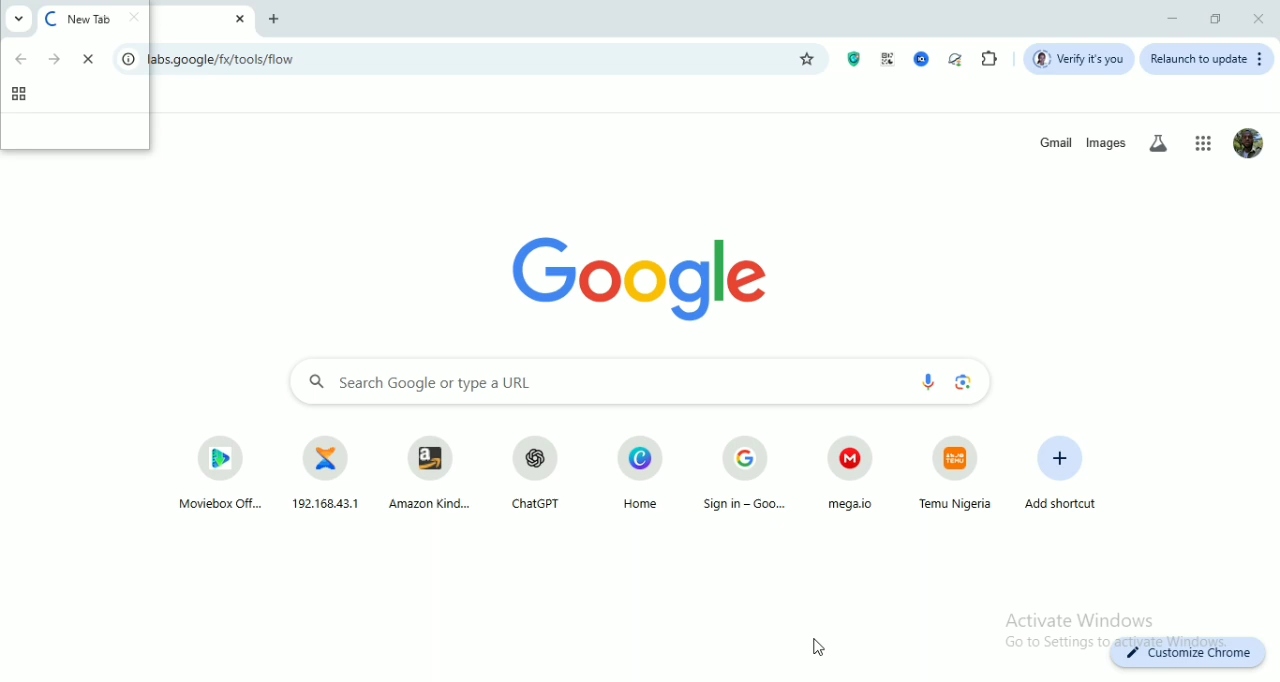 New Tab
labs.google/fx/tools/flow
Verify it's you
Relaunch to update
Gmail
Images
Google
Search Google or type a URL
Moviebox Off...
192.168.43.1
Amazon Kind...
ChatGPT
Home
Sign in – Goo...
mega.io
Temu Nigeria
Add shortcut
Activate Windows
Go to Settings to activate Windows.
Customize Chrome